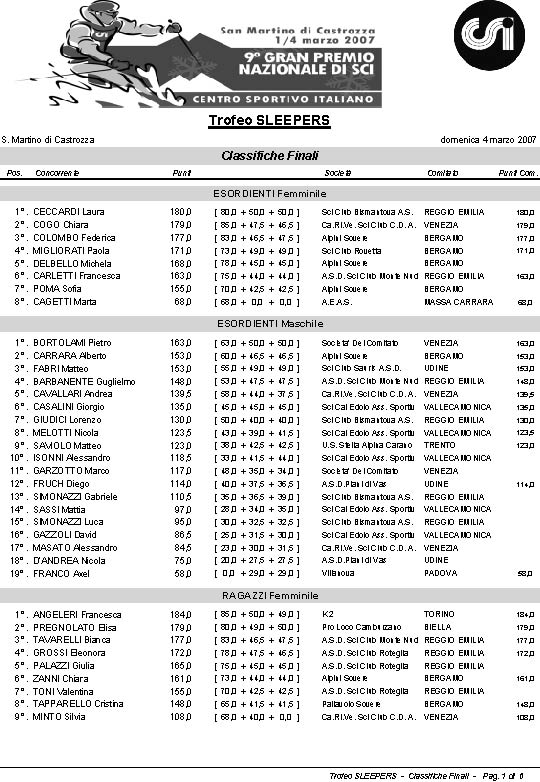 San Martino di Castrozza
1/4 marzo 2007
9° GRAN PREMIO
NAZIONALE DI SCI
CENTRO SPORTIVO ITALIANO
CSI
Trofeo SLEEPERS
S. Martino di Castrozza domenica 4 marzo 2007
Classifiche Finali
Pos. Concorrente Punti Società Comitato Punti Com.
ESORDIENTI Femminile
1° . CECCARDI Laura 180,0 [ 80,0 + 50,0 + 50,0 ] Sci Club Bismantova A.S. REGGIO EMILIA 180,0
2° . COGO Chiara 179,0 [ 85,0 + 47,5 + 46,5 ] Ca.Ri.Ve. Sci Club C.D.A. VENEZIA 179,0
3° . COLOMBO Federica 177,0 [ 83,0 + 46,5 + 47,5 ] Alpini Sovere BERGAMO 177,0
4° . MIGLIORATI Paola 171,0 [ 73,0 + 49,0 + 49,0 ] Sci Club Rovetta BERGAMO 171,0
5° . DELBELLO Michela 168,0 [ 78,0 + 45,0 + 45,0 ] Alpini Sovere BERGAMO
6° . CARLETTI Francesca 163,0 [ 75,0 + 44,0 + 44,0 ] A.S.D. Sci Club Monte Nud REGGIO EMILIA 163,0
7° . POMA Sofia 155,0 [ 70,0 + 42,5 + 42,5 ] Alpini Sovere BERGAMO
8° . CAGETTI Marta 68,0 [ 68,0 + 0,0 + 0,0 ] A.E.A.S. MASSA CARRARA 68,0
ESORDIENTI Maschile
1° . BORTOLAMI Pietro 163,0 [ 63,0 + 50,0 + 50,0 ] Societa' Del Comitato VENEZIA 163,0
2° . CARRARA Alberto 153,0 [ 60,0 + 46,5 + 46,5 ] Alpini Sovere BERGAMO 153,0
3° . FABRI Matteo 153,0 [ 55,0 + 49,0 + 49,0 ] Sci Club Sauris A.S.D. UDINE 153,0
4° . BARBANENTE Guglielmo 148,0 [ 53,0 + 47,5 + 47,5 ] A.S.D. Sci Club Monte Nud REGGIO EMILIA 148,0
5° . CAVALLARI Andrea 139,5 [ 58,0 + 44,0 + 37,5 ] Ca.Ri.Ve. Sci Club C.D.A. VENEZIA 139,5
6° . CASALINI Giorgio 135,0 [ 45,0 + 45,0 + 45,0 ] Sci Cai Edolo Ass. Sportiv VALLECAMONICA 135,0
7° . GIUDICI Lorenzo 130,0 [ 50,0 + 40,0 + 40,0 ] Sci Club Bismantova A.S. REGGIO EMILIA 130,0
8° . MELOTTI Nicola 123,5 [ 43,0 + 39,0 + 41,5 ] Sci Cai Edolo Ass. Sportiv VALLECAMONICA 123,5
9° . SAVIOLO Matteo 123,0 [ 38,0 + 42,5 + 42,5 ] U.S. Stella Alpina Carano TRENTO 123,0
10° . ISONNI Alessandro 118,5 [ 33,0 + 41,5 + 44,0 ] Sci Cai Edolo Ass. Sportiv VALLECAMONICA
11° . GARZOTTO Marco 117,0 [ 48,0 + 35,0 + 34,0 ] Societa' Del Comitato VENEZIA
12° . FRUCH Diego 114,0 [ 40,0 + 37,5 + 36,5 ] A.S.D. Plan di Vas UDINE 114,0
13° . SIMONAZZI Gabriele 110,5 [ 35,0 + 36,5 + 39,0 ] Sci Club Bismantova A.S. REGGIO EMILIA
14° . SASSI Mattia 97,0 [ 28,0 + 34,0 + 35,0 ] Sci Cai Edolo Ass. Sportiv VALLECAMONICA
15° . SIMONAZZI Luca 95,0 [ 30,0 + 32,5 + 32,5 ] Sci Club Bismantova A.S. REGGIO EMILIA
16° . GAZZOLI David 86,5 [ 25,0 + 31,5 + 30,0 ] Sci Cai Edolo Ass. Sportiv VALLECAMONICA
17° . MASATO Alessandro 84,5 [ 23,0 + 30,0 + 31,5 ] Ca.Ri.Ve. Sci Club C.D.A. VENEZIA
18° . D'ANDREA Nicola 75,0 [ 20,0 + 27,5 + 27,5 ] A.S.D. Plan di Vas UDINE
19° . FRANCO Axel 58,0 [ 0,0 + 29,0 + 29,0 ] Villanova PADOVA 58,0
RAGAZZI Femminile
1° . ANGELERI Francesca 184,0 [ 85,0 + 50,0 + 49,0 ] K2 TORINO 184,0
2° . PREGNOLATO Elisa 179,0 [ 80,0 + 49,0 + 50,0 ] Pro Loco Camburzano BIELLA 179,0
3° . TAVARELLI Bianca 177,0 [ 83,0 + 46,5 + 47,5 ] A.S.D. Sci Club Monte Nud REGGIO EMILIA 177,0
4° . GROSSI Eleonora 172,0 [ 78,0 + 47,5 + 46,5 ] A.S.D. Sci Club Roteglia REGGIO EMILIA 172,0
5° . PALAZZI Giulia 165,0 [ 75,0 + 45,0 + 45,0 ] A.S.D. Sci Club Roteglia REGGIO EMILIA
6° . ZANNI Chiara 161,0 [ 73,0 + 44,0 + 44,0 ] Alpini Sovere BERGAMO 161,0
7° . TONI Valentina 155,0 [ 70,0 + 42,5 + 42,5 ] A.S.D. Sci Club Roteglia REGGIO EMILIA
8° . TAPPARELLO Cristina 148,0 [ 65,0 + 41,5 + 41,5 ] Pallavolo Sovere BERGAMO 148,0
9° . MINTO Silvia 108,0 [ 68,0 + 40,0 + 0,0 ] Ca.Ri.Ve. Sci Club C.D.A. VENEZIA 108,0
Trofeo SLEEPERS - Classifiche Finali - Pag. 1 di 6